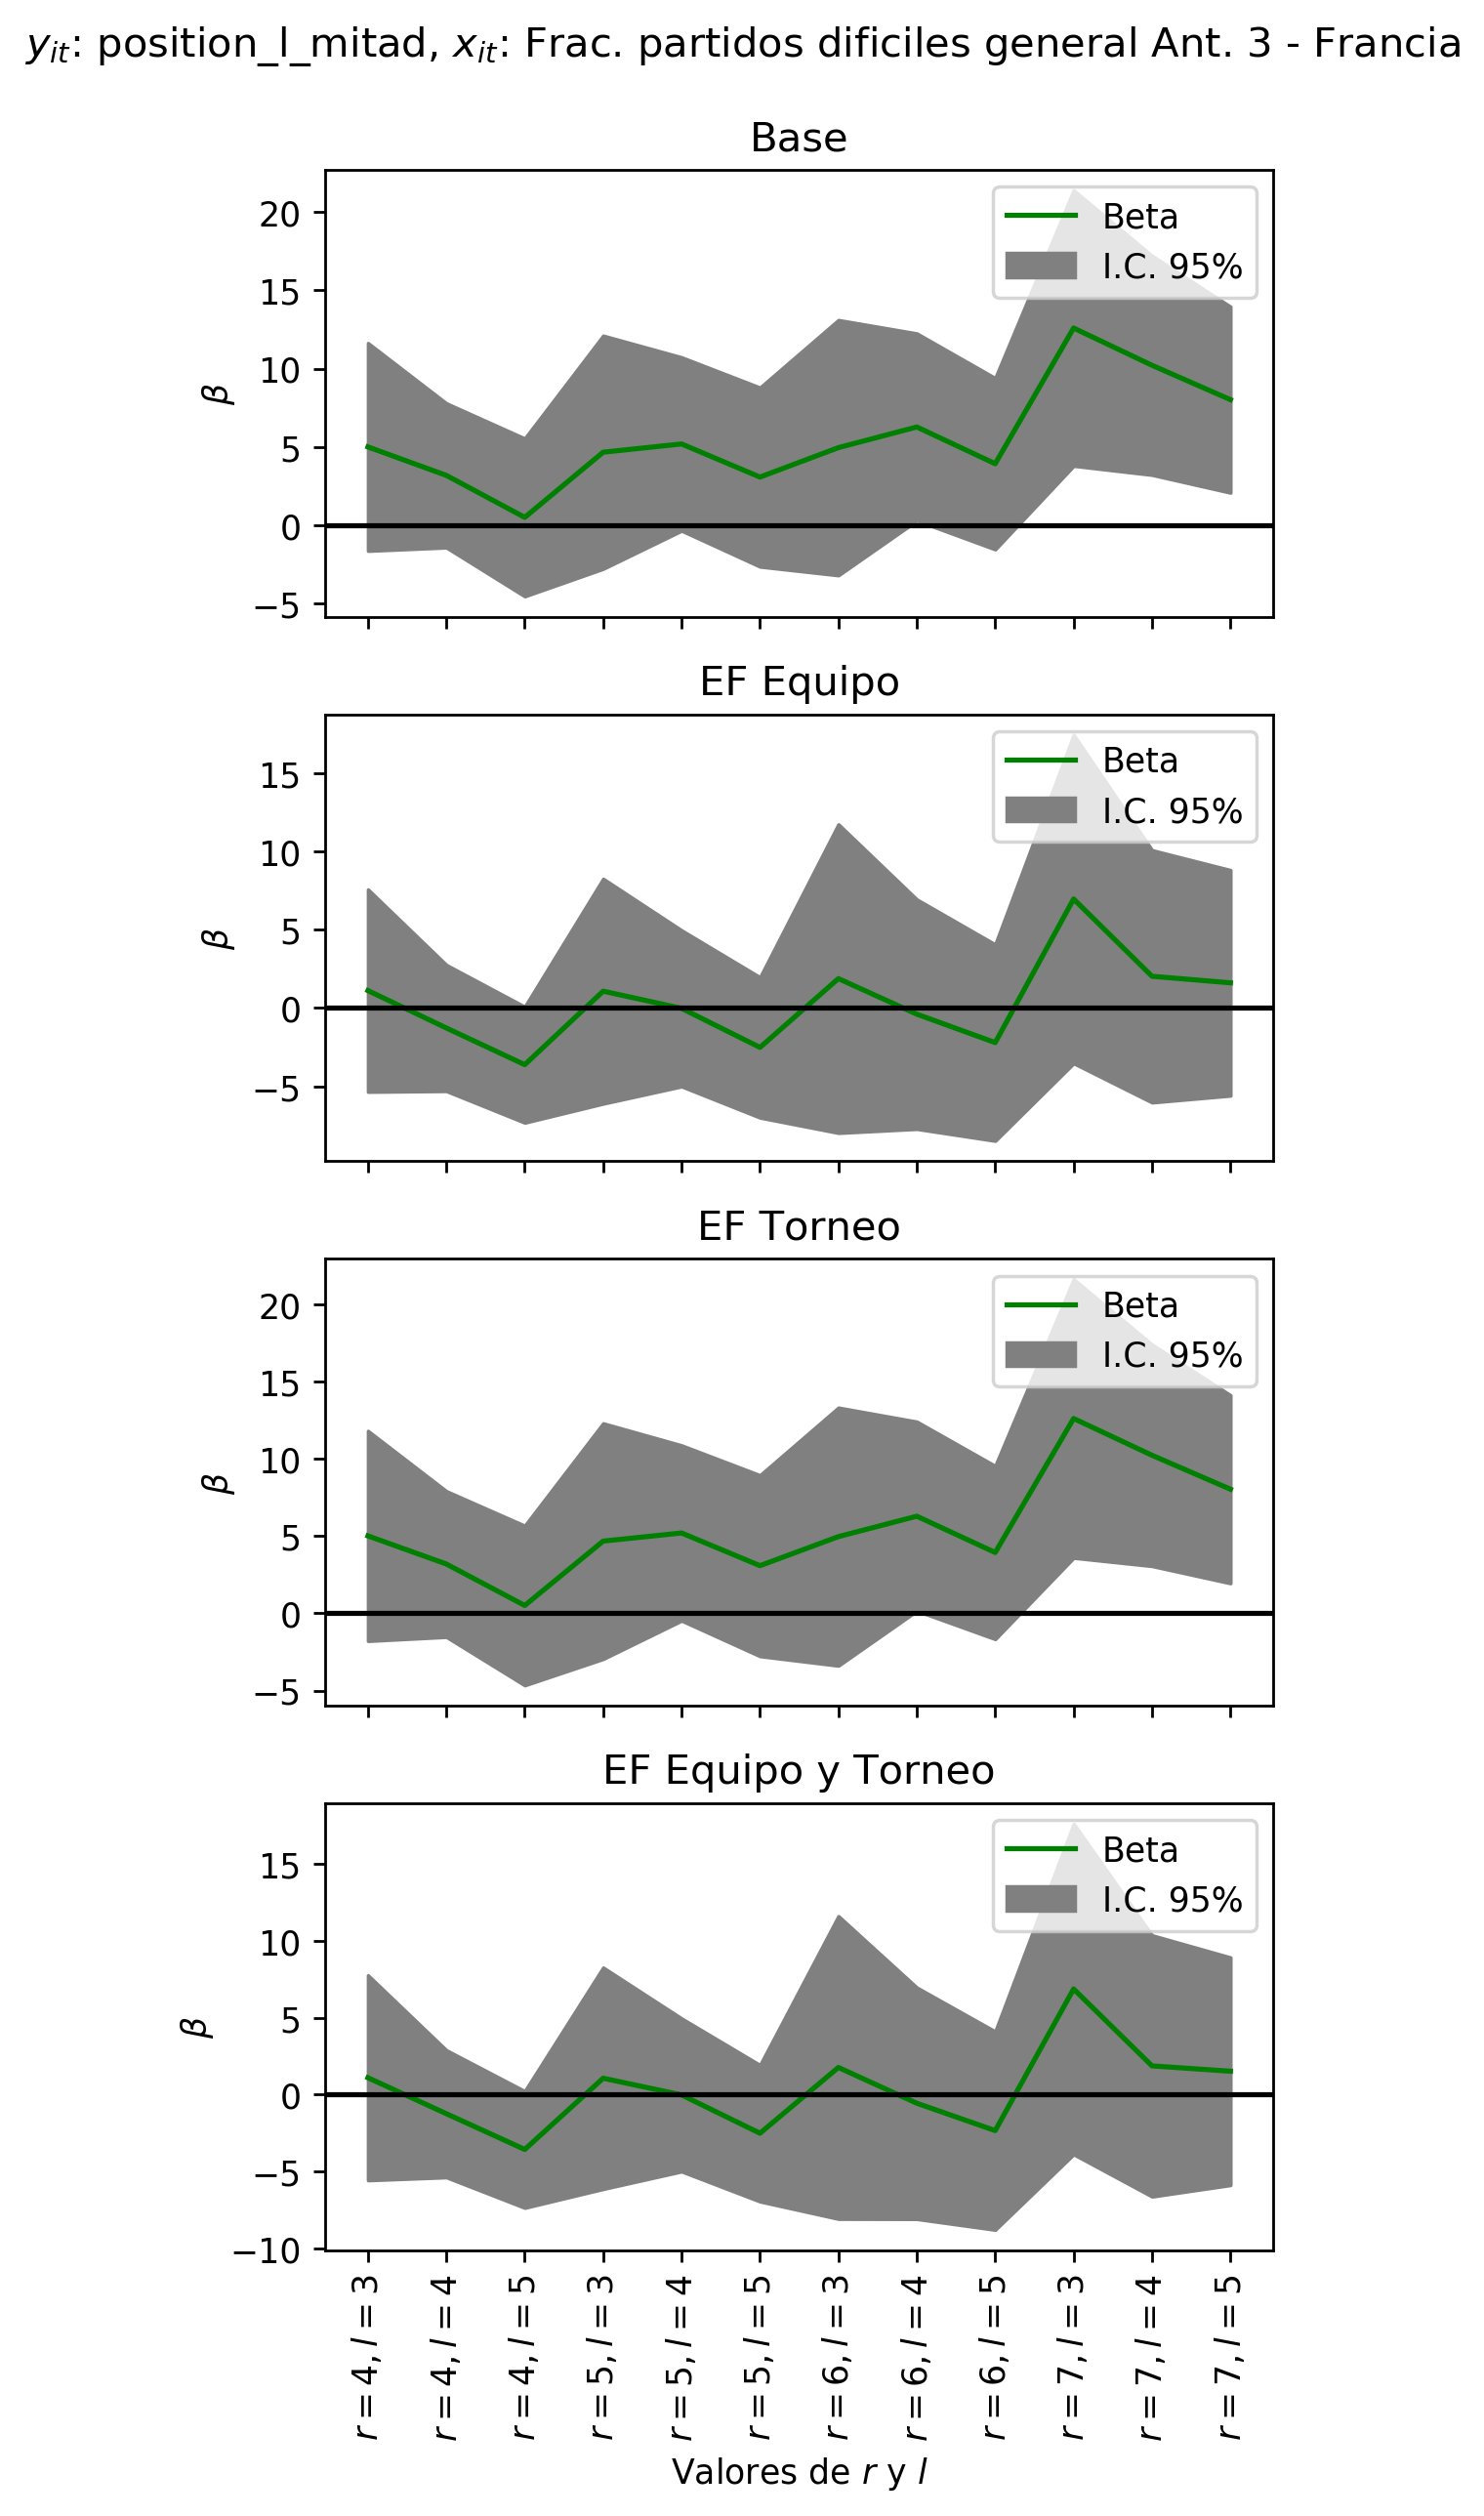 y_it: position_l_mitad, x_it: Frac. partidos dificiles general Ant. 3 - Francia
Base
Beta
I.C. 95%
20
15
10
5
0
−5
β
EF Equipo
Beta
I.C. 95%
15
10
5
0
−5
β
EF Torneo
Beta
I.C. 95%
20
15
10
5
0
−5
β
EF Equipo y Torneo
Beta
I.C. 95%
15
10
5
0
−5
−10
β
r = 4, l = 3
r = 4, l = 4
r = 4, l = 5
r = 5, l = 3
r = 5, l = 4
r = 5, l = 5
r = 6, l = 3
r = 6, l = 4
r = 6, l = 5
r = 7, l = 3
r = 7, l = 4
r = 7, l = 5
Valores de r y l